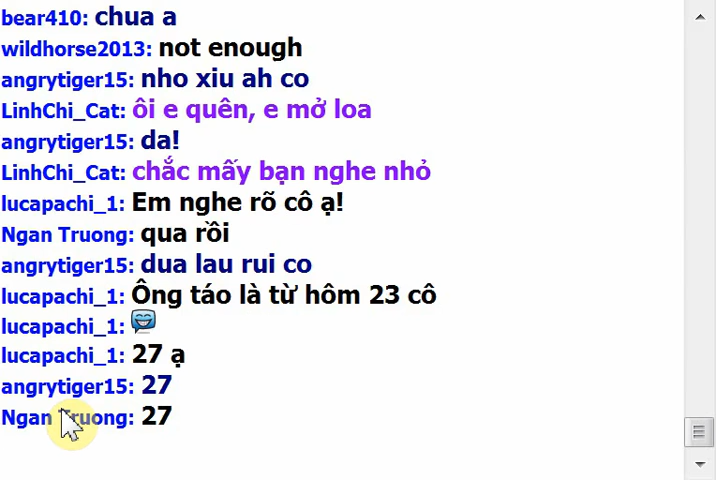 bear410: chua a
wildhorse2013: not enough
angrytiger15: nho xiu ah co
LinhChi_Cat: ôi e quên, e mở loa
angrytiger15: da!
LinhChi_Cat: chắc mấy bạn nghe nhỏ
lucapachi_1: Em nghe rõ cô ạ!
Ngan Truong: qua rồi
angrytiger15: dua lau rui co
lucapachi_1: Ông táo là từ hôm 23 cô
lucapachi_1:
lucapachi_1: 27 ạ
angrytiger15: 27
Ngan Truong: 27